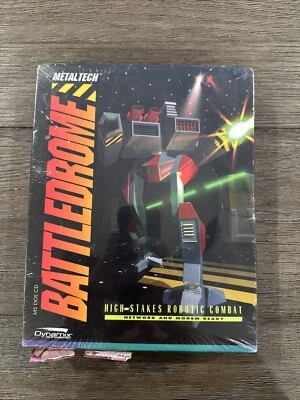 METALTECH
BATTLEDROME
MS DOS CD
HIGH-STAKES ROBOTIC COMBAT
NETWORK AND MODEM READY
DYNAMIX